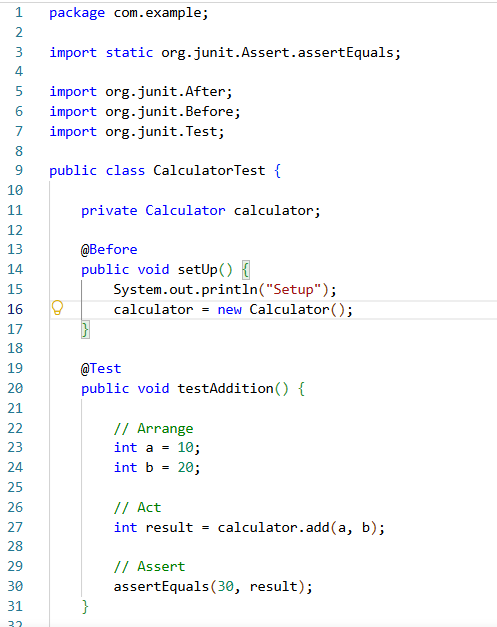 1 package com.example;
2
3 import static org.junit.Assert.assertEquals;
4
5 import org.junit.After;
6 import org.junit.Before;
7 import org.junit.Test;
8
9 public class CalculatorTest {
10
11 private Calculator calculator;
12
13 @Before
14 public void setUp() {
15 System.out.println("Setup");
16 calculator = new Calculator();
17 }
18
19 @Test
20 public void testAddition() {
21
22 // Arrange
23 int a = 10;
24 int b = 20;
25
26 // Act
27 int result = calculator.add(a, b);
28
29 // Assert
30 assertEquals(30, result);
31 }
32